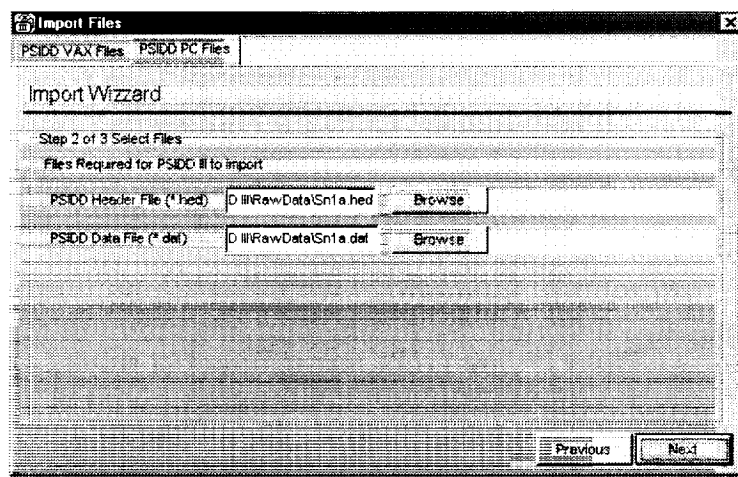 Import Files
PSIDD VAX Files PSIDD PC Files
Import Wizzard
Step 2 of 3 Select Files
Files Required for PSIDD III to import
PSIDD Header File (*.hed) D III\RawData\Sn1a.hed Browse
PSIDD Data File (*.dat) D III\RawData\Sn1a.dat Browse
Previous Next